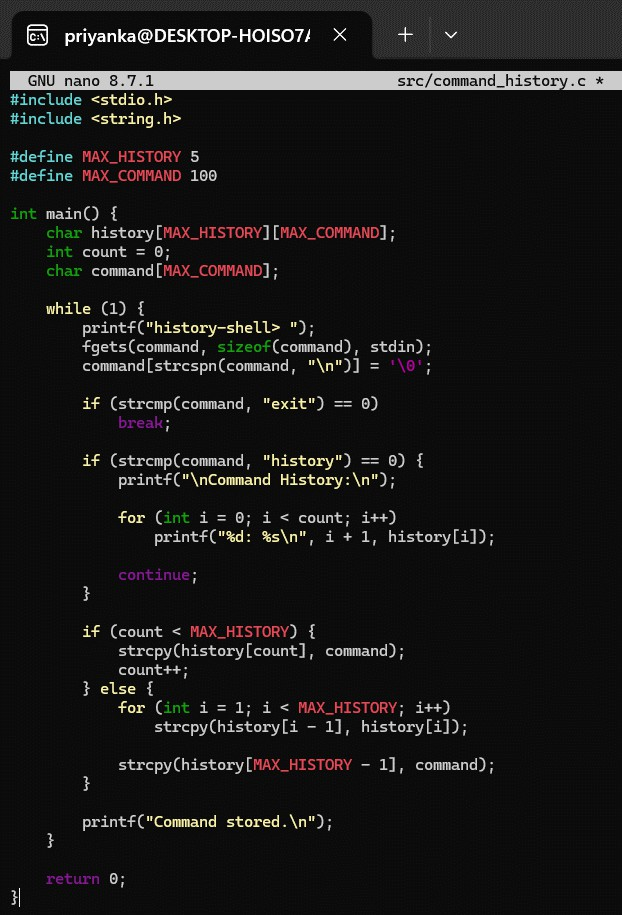 priyanka@DESKTOP-HOISO7A
GNU nano 8.7.1 src/command_history.c *
#include <stdio.h>
#include <string.h>

#define MAX_HISTORY 5
#define MAX_COMMAND 100

int main() {
    char history[MAX_HISTORY][MAX_COMMAND];
    int count = 0;
    char command[MAX_COMMAND];

    while (1) {
        printf("history-shell> ");
        fgets(command, sizeof(command), stdin);
        command[strcspn(command, "\n")] = '\0';

        if (strcmp(command, "exit") == 0)
            break;

        if (strcmp(command, "history") == 0) {
            printf("\nCommand History:\n");

            for (int i = 0; i < count; i++)
                printf("%d: %s\n", i + 1, history[i]);

            continue;
        }

        if (count < MAX_HISTORY) {
            strcpy(history[count], command);
            count++;
        } else {
            for (int i = 1; i < MAX_HISTORY; i++)
                strcpy(history[i - 1], history[i]);

            strcpy(history[MAX_HISTORY - 1], command);
        }

        printf("Command stored.\n");
    }

    return 0;
}